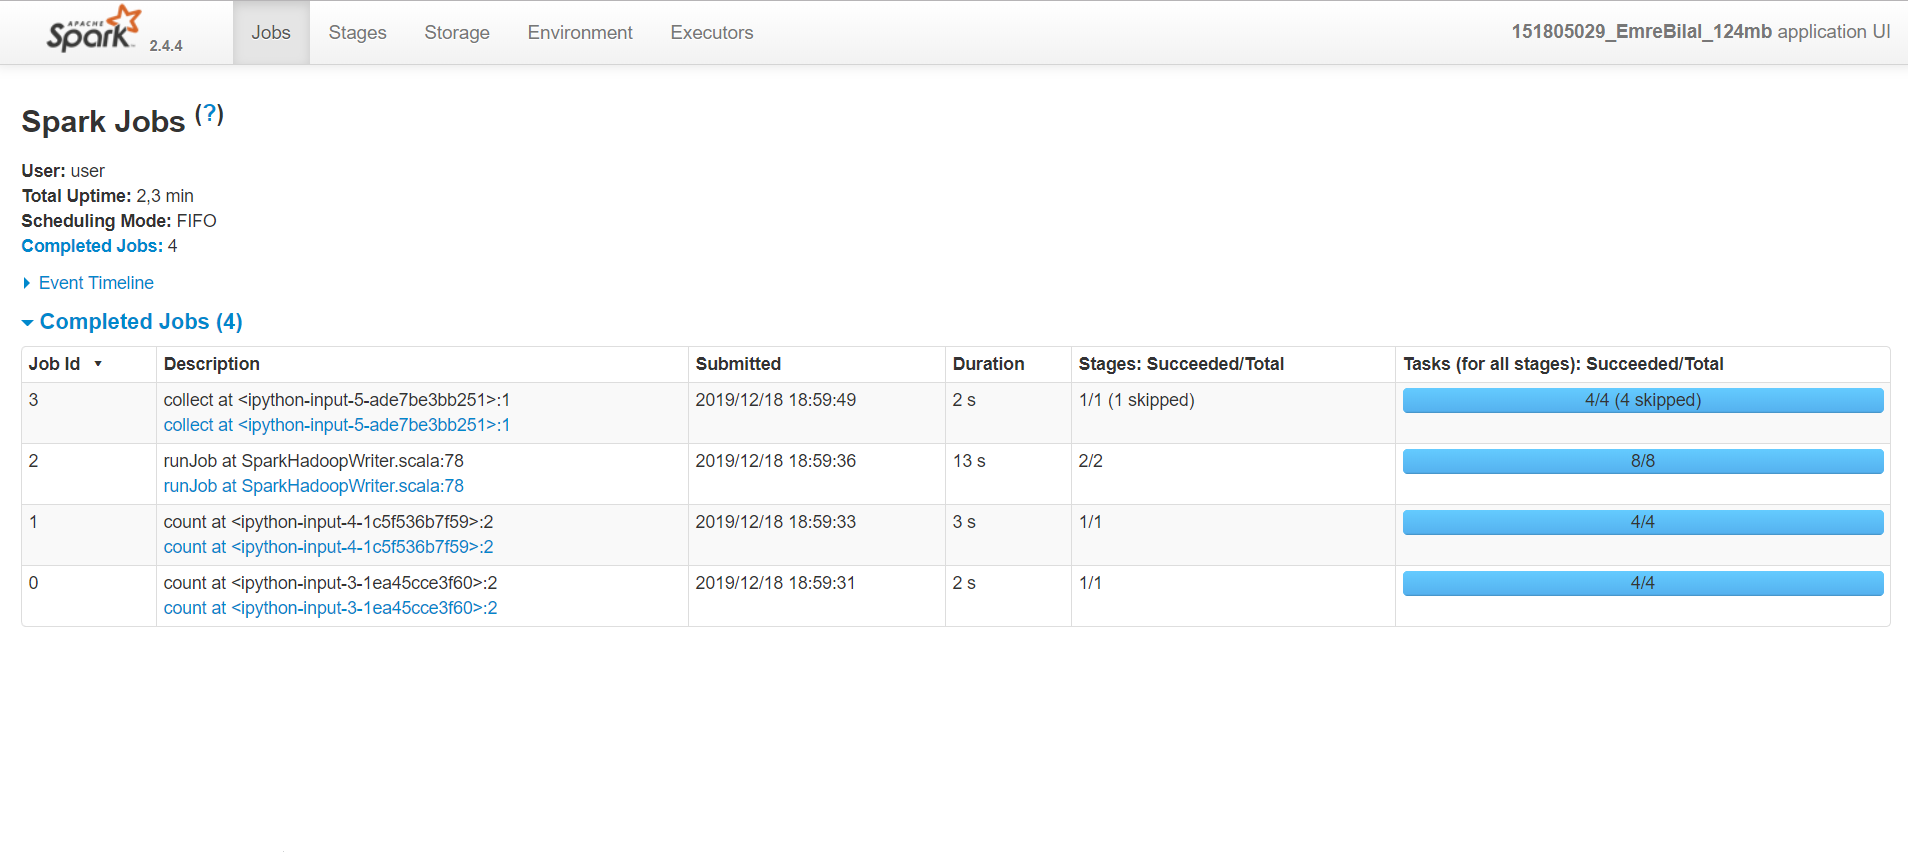 APACHE
Spark 2.4.4
Jobs Stages Storage Environment Executors 151805029_EmreBilal_124mb application UI
Spark Jobs (?)
User: user
Total Uptime: 2,3 min
Scheduling Mode: FIFO
Completed Jobs: 4
Event Timeline
Completed Jobs (4)
Job Id ▾ Description Submitted Duration Stages: Succeeded/Total Tasks (for all stages): Succeeded/Total
3 collect at <ipython-input-5-ade7be3bb251>:1 2019/12/18 18:59:49 2 s 1/1 (1 skipped) 4/4 (4 skipped)
collect at <ipython-input-5-ade7be3bb251>:1
2 runJob at SparkHadoopWriter.scala:78 2019/12/18 18:59:36 13 s 2/2 8/8
runJob at SparkHadoopWriter.scala:78
1 count at <ipython-input-4-1c5f536b7f59>:2 2019/12/18 18:59:33 3 s 1/1 4/4
count at <ipython-input-4-1c5f536b7f59>:2
0 count at <ipython-input-3-1ea45cce3f60>:2 2019/12/18 18:59:31 2 s 1/1 4/4
count at <ipython-input-3-1ea45cce3f60>:2